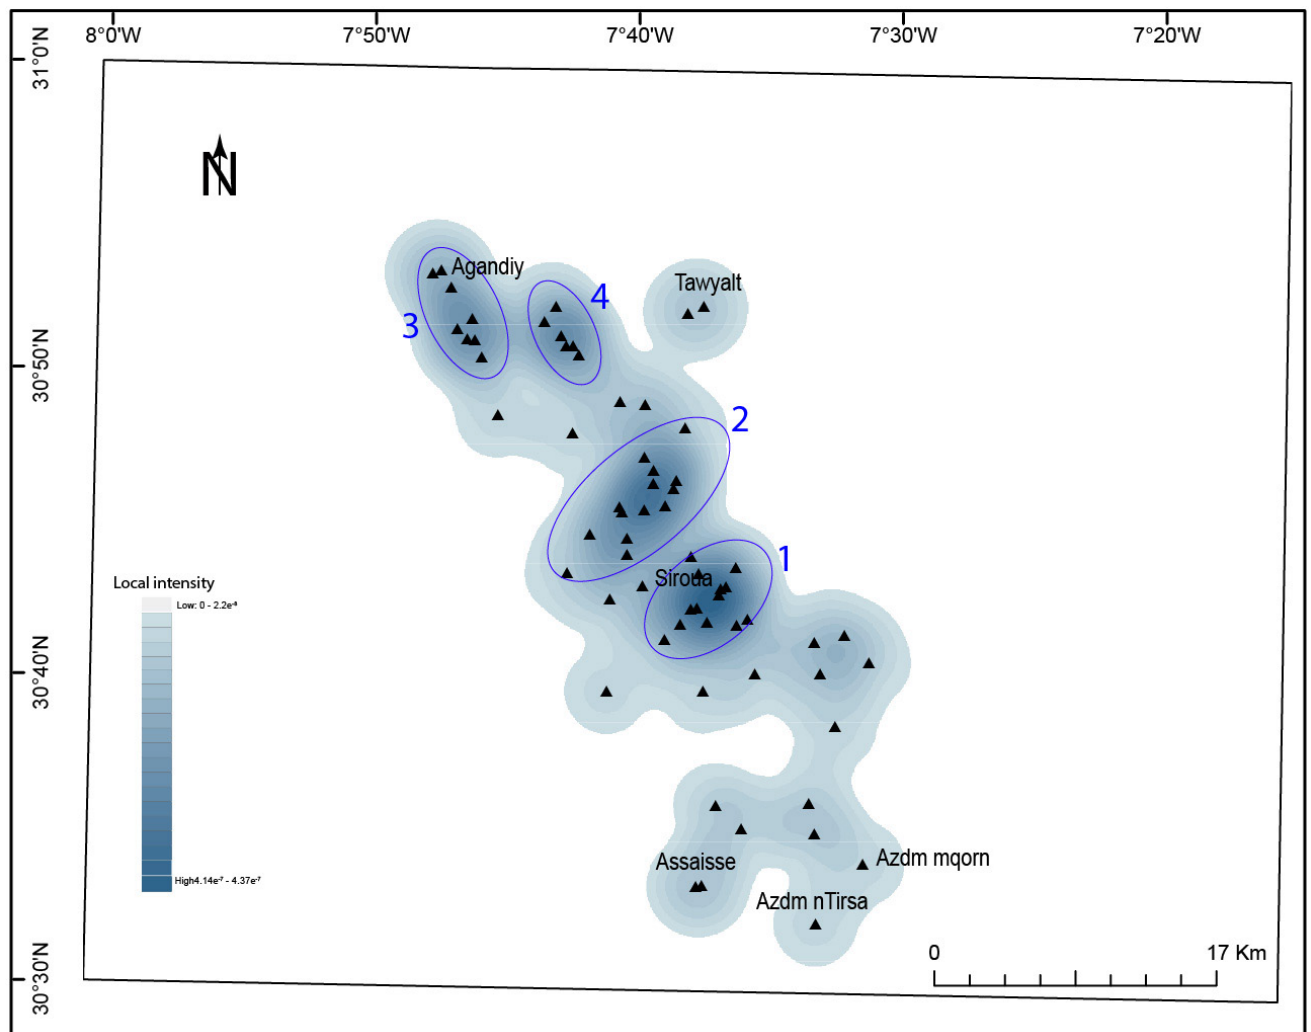 8°0'W
7°50'W
7°40'W
7°30'W
7°20'W
31°0'N
N
Agandiy
Tawyalt
4
3
30°50'N
2
1
Siroua
Local intensity
Low: 0 - 2.2e⁻⁸
High4.14e⁻⁷ - 4.37e⁻⁷
30°40'N
Assaisse
Azdm mqorn
Azdm nTirsa
0
17 Km
30°30'N